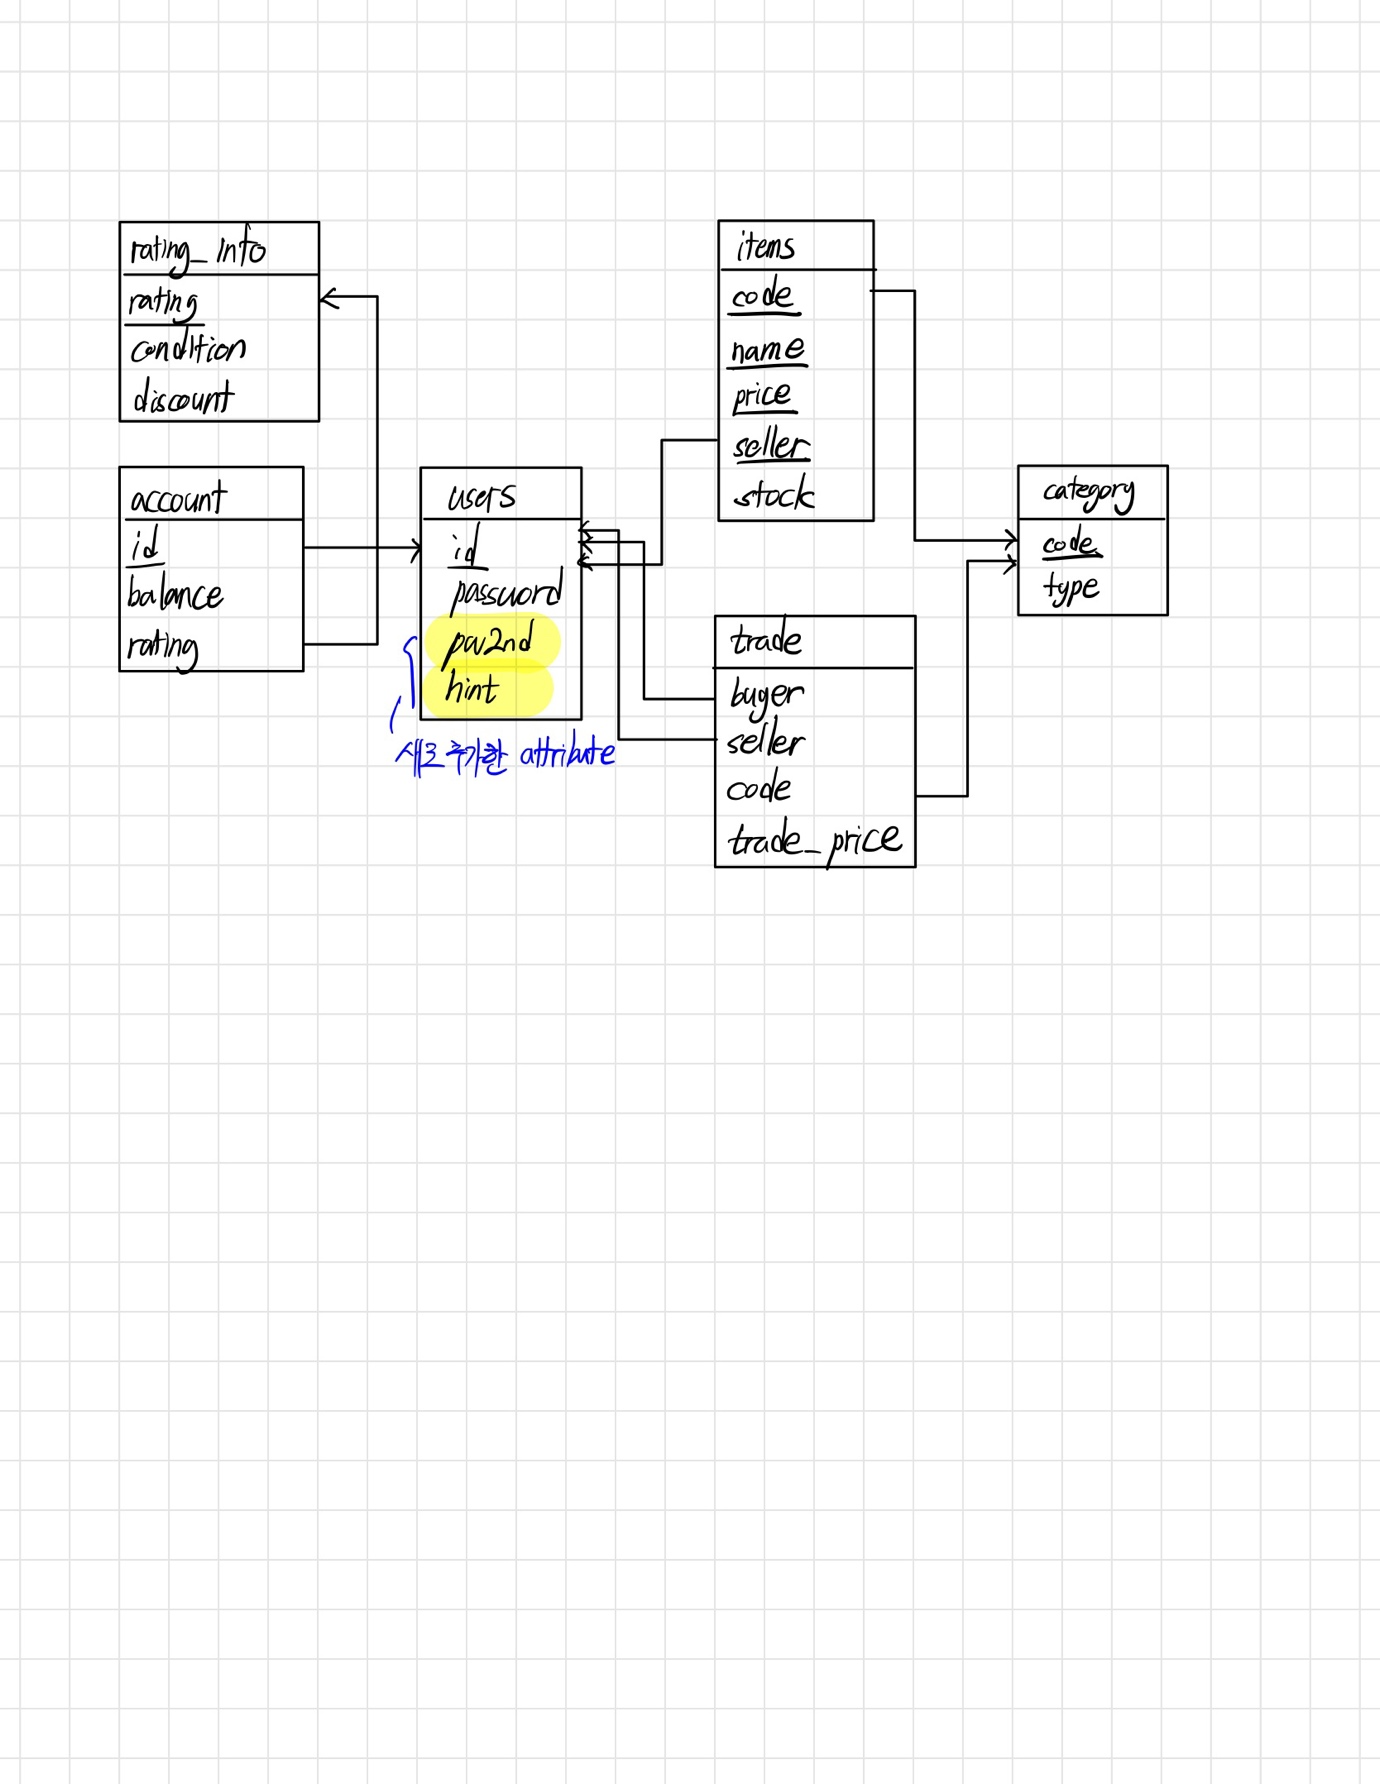 rating_info
rating
condition
discount
account
id
balance
rating
users
id
password
pw2nd
hint
새로 추가한 attribute
items
code
name
price
seller
stock
trade
buyer
seller
code
trade_price
category
code
type